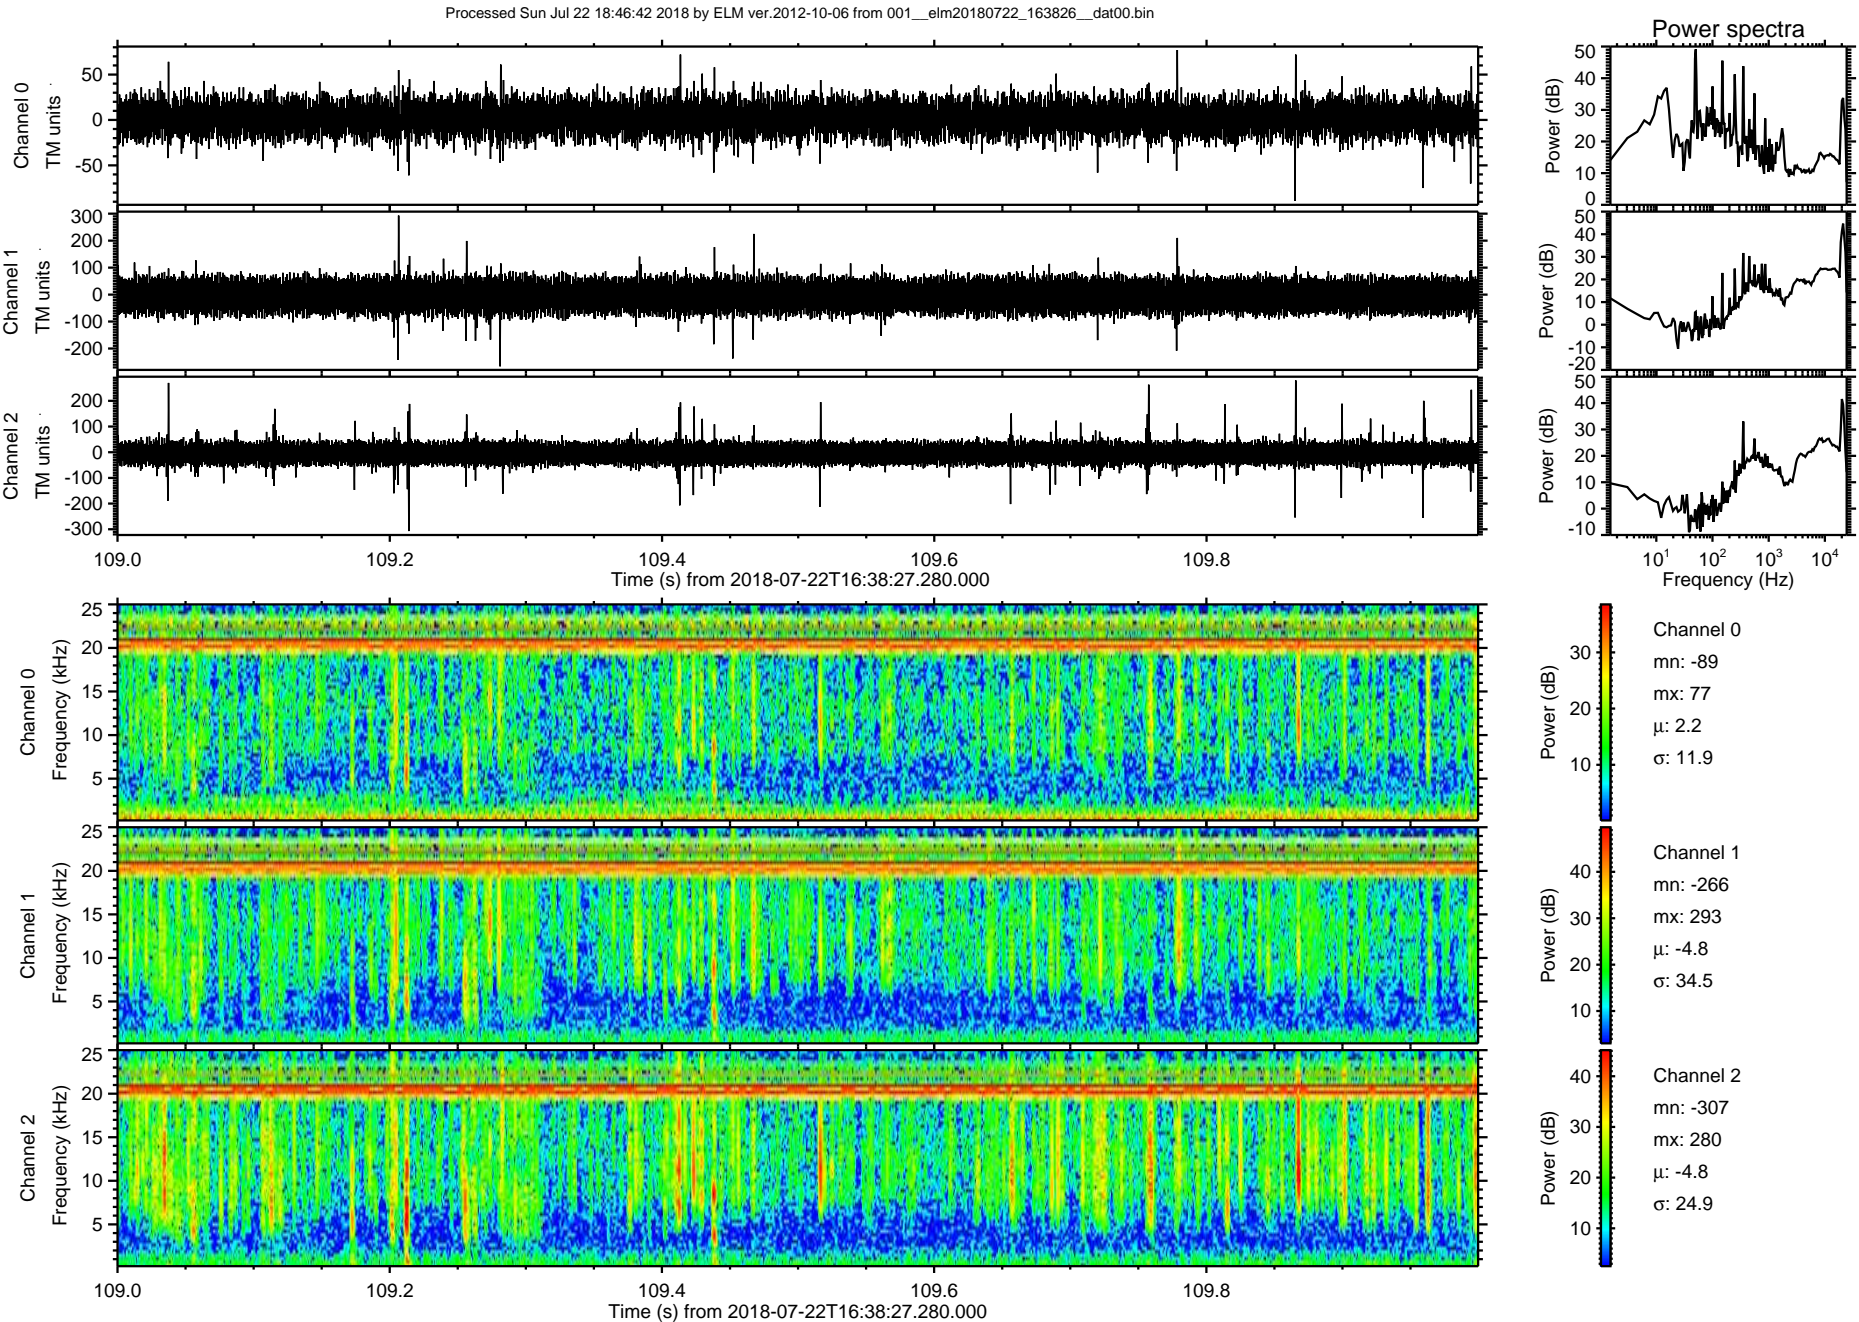 Processed Sun Jul 22 18:46:42 2018 by ELM ver.2012-10-06 from 001__elm20180722_163826__dat00.bin
Power spectra
Channel 0
TM units
50
0
-50
Power (dB)
50
40
30
20
10
0
Channel 1
TM units
300
200
100
0
-100
-200
Power (dB)
50
40
30
20
10
0
-10
-20
Channel 2
TM units
200
100
0
-100
-200
-300
Power (dB)
50
40
30
20
10
0
-10
109.0 109.2 109.4 109.6 109.8
Time (s) from 2018-07-22T16:38:27.280.000
10^1 10^2 10^3 10^4
Frequency (Hz)
Channel 0
Frequency (kHz)
25
20
15
10
5
Power (dB)
30
20
10
Channel 0
mn: -89
mx: 77
μ: 2.2
σ: 11.9
Channel 1
Frequency (kHz)
25
20
15
10
5
Power (dB)
40
30
20
10
Channel 1
mn: -266
mx: 293
μ: -4.8
σ: 34.5
Channel 2
Frequency (kHz)
25
20
15
10
5
Power (dB)
40
30
20
10
Channel 2
mn: -307
mx: 280
μ: -4.8
σ: 24.9
109.0 109.2 109.4 109.6 109.8
Time (s) from 2018-07-22T16:38:27.280.000